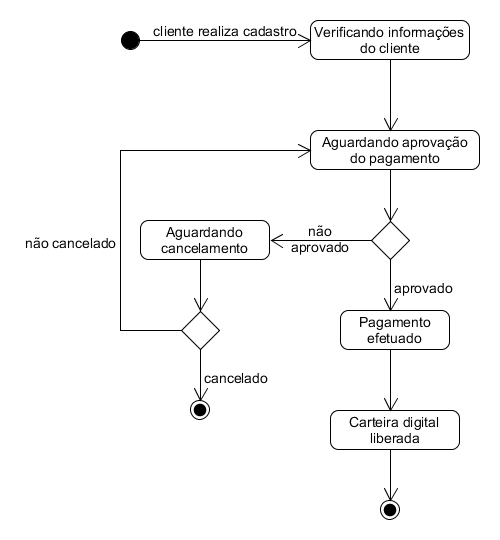 cliente realiza cadastro
Verificando informações
do cliente
Aguardando aprovação
do pagamento
não cancelado
Aguardando
cancelamento
não
aprovado
aprovado
Pagamento
efetuado
cancelado
Carteira digital
liberada